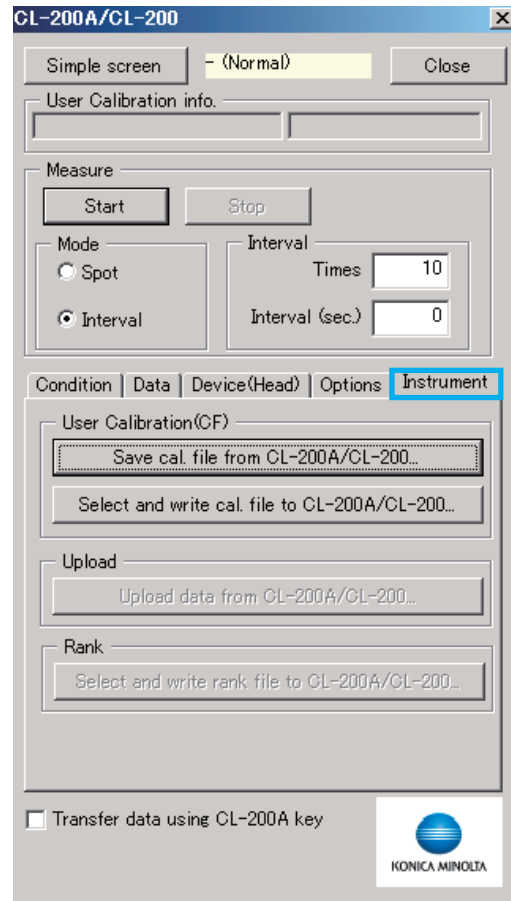 CL-200A/CL-200
Simple screen - (Normal) Close
User Calibration info.
Measure
Start Stop
Mode Interval
Spot Times 10
Interval Interval (sec.) 0
Condition Data Device(Head) Options Instrument
User Calibration(CF)
Save cal. file from CL-200A/CL-200...
Select and write cal. file to CL-200A/CL-200...
Upload
Upload data from CL-200A/CL-200...
Rank
Select and write rank file to CL-200A/CL-200...
Transfer data using CL-200A key
KONICA MINOLTA